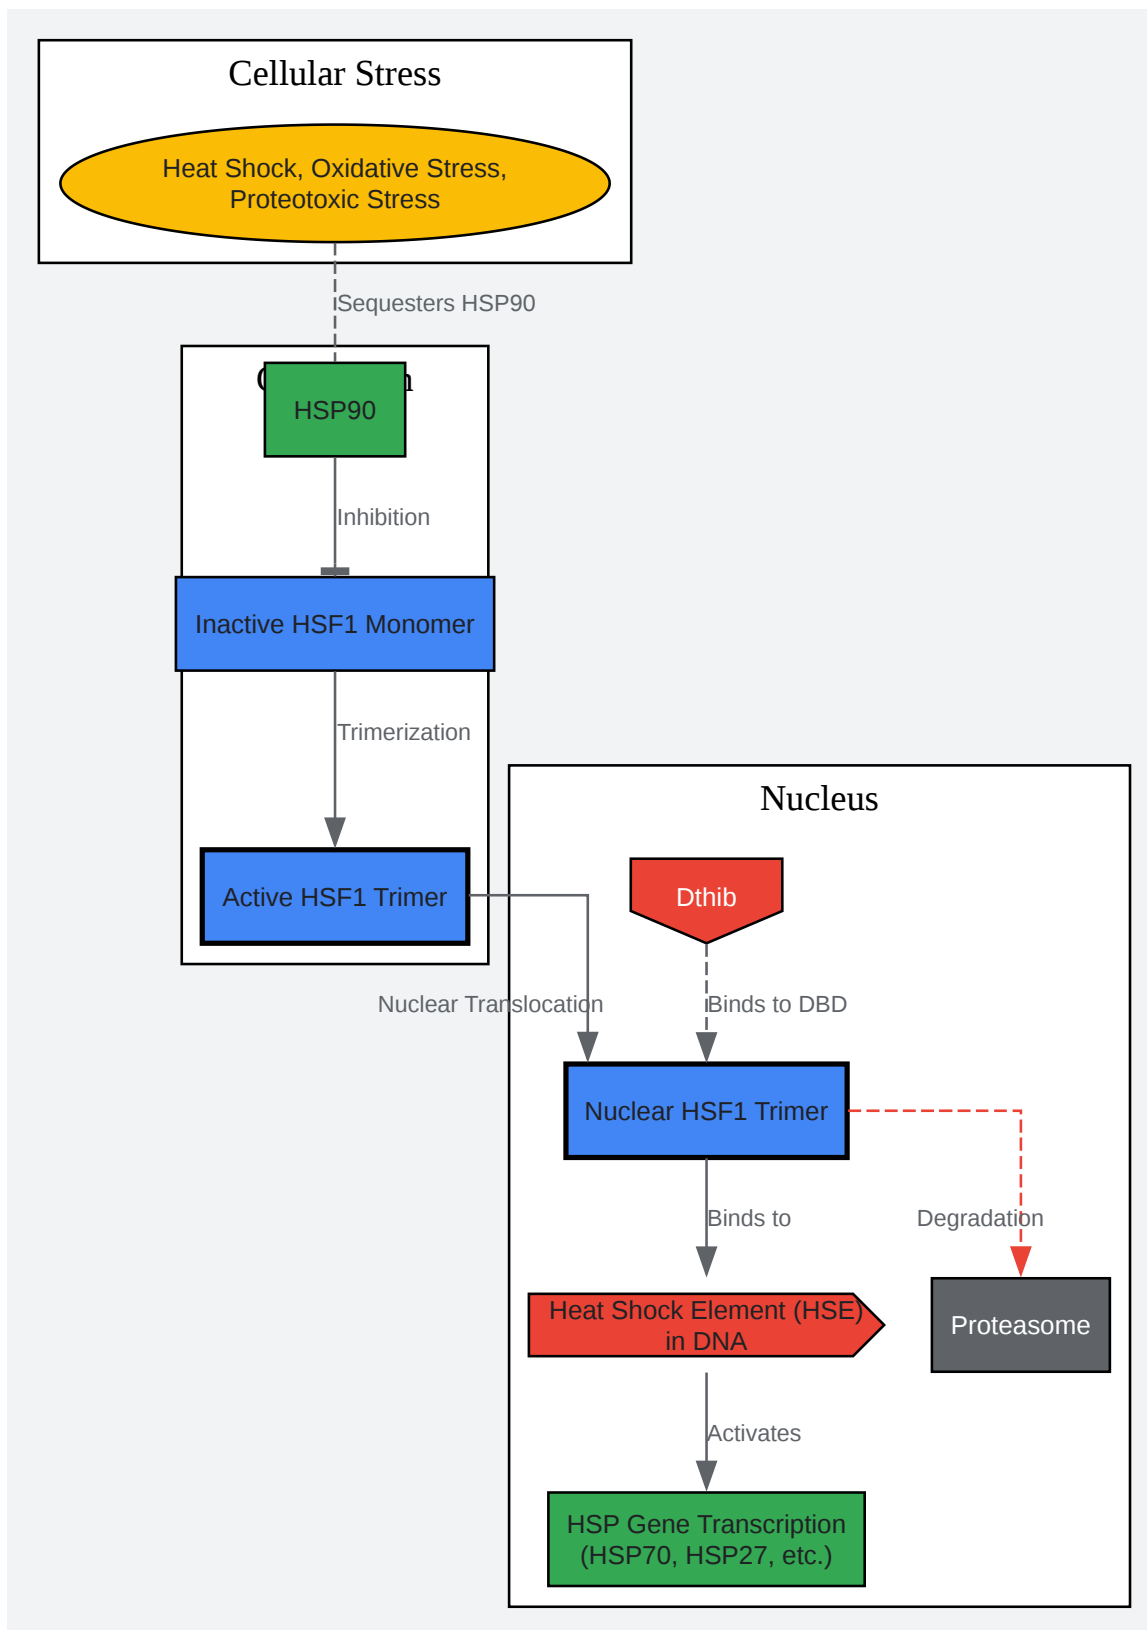 Cellular Stress
Heat Shock, Oxidative Stress,
Proteotoxic Stress
Sequesters HSP90
HSP90
Inhibition
Inactive HSF1 Monomer
Trimerization
Active HSF1 Trimer
Nucleus
Dthib
Nuclear Translocation
Binds to DBD
Nuclear HSF1 Trimer
Binds to
Degradation
Heat Shock Element (HSE)
in DNA
Proteasome
Activates
HSP Gene Transcription
(HSP70, HSP27, etc.)